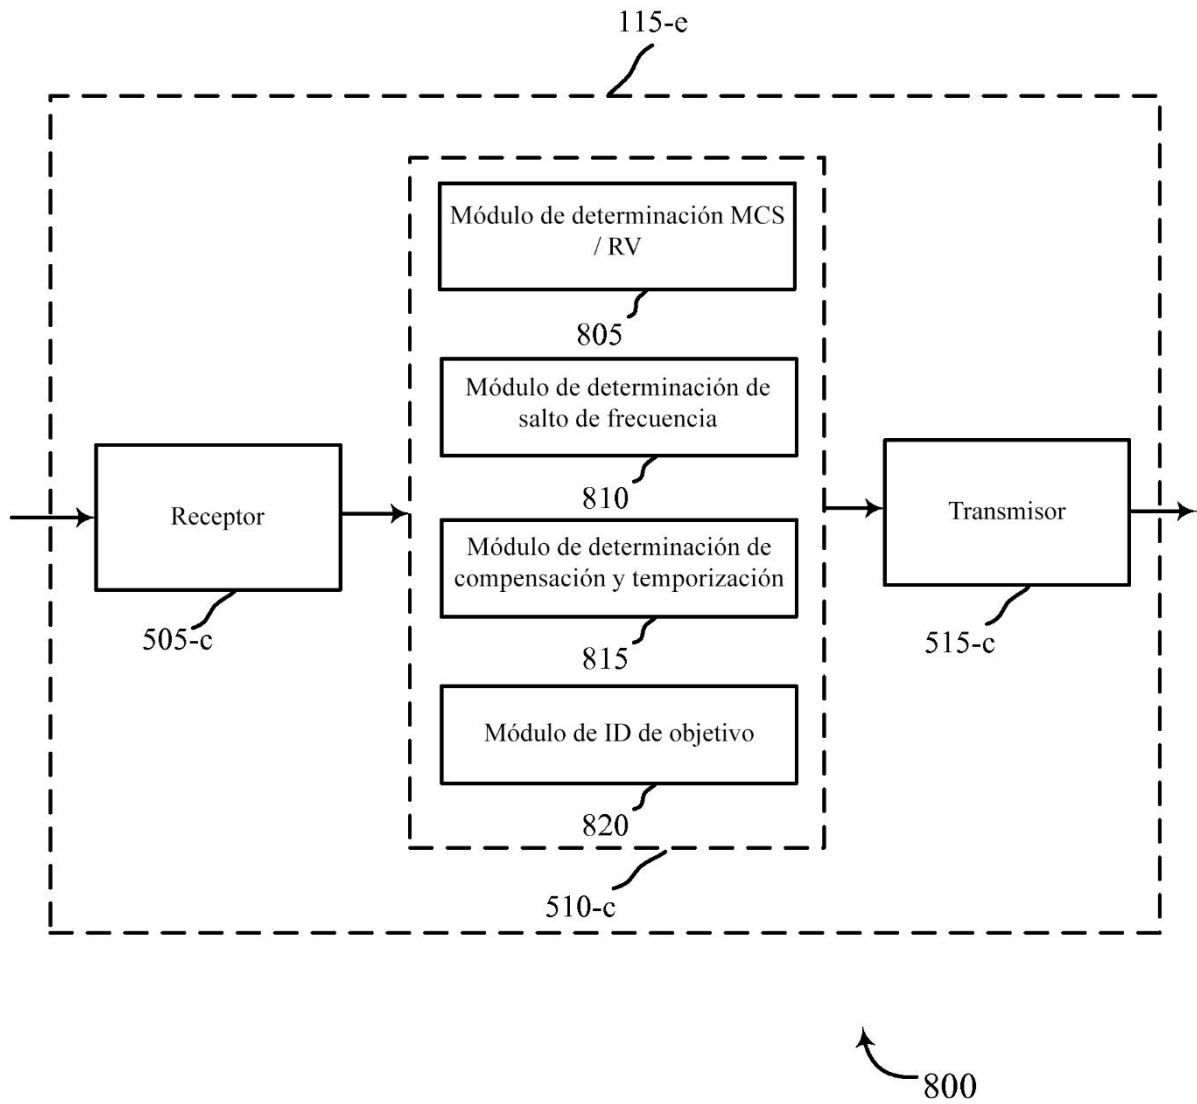 115-e
Módulo de determinación MCS
/ RV
805
Módulo de determinación de
salto de frecuencia
810
Receptor
505-c
Módulo de determinación de
compensación y temporización
815
Transmisor
515-c
Módulo de ID de objetivo
820
510-c
800